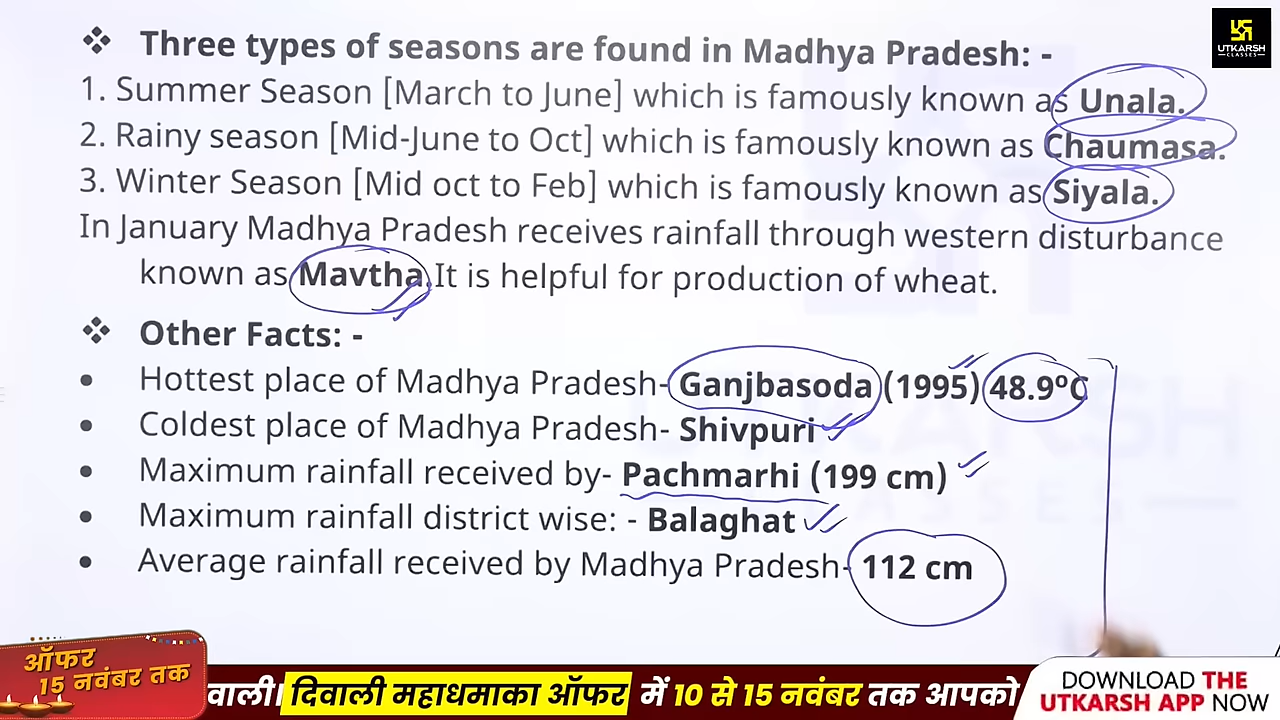 UTKARSH
CLASSES
❖ Three types of seasons are found in Madhya Pradesh: -
1. Summer Season [March to June] which is famously known as Unala.
2. Rainy season [Mid-June to Oct] which is famously known as Chaumasa.
3. Winter Season [Mid oct to Feb] which is famously known as Siyala.
In January Madhya Pradesh receives rainfall through western disturbance
known as Mavtha.It is helpful for production of wheat.
❖ Other Facts: -
• Hottest place of Madhya Pradesh- Ganjbasoda (1995) 48.9ºC
• Coldest place of Madhya Pradesh- Shivpuri
• Maximum rainfall received by- Pachmarhi (199 cm)
• Maximum rainfall district wise: - Balaghat
• Average rainfall received by Madhya Pradesh- 112 cm
ऑफर
15 नवंबर तक
वाली। दिवाली महाधमाका ऑफर में 10 से 15 नवंबर तक आपको
DOWNLOAD THE
UTKARSH APP NOW